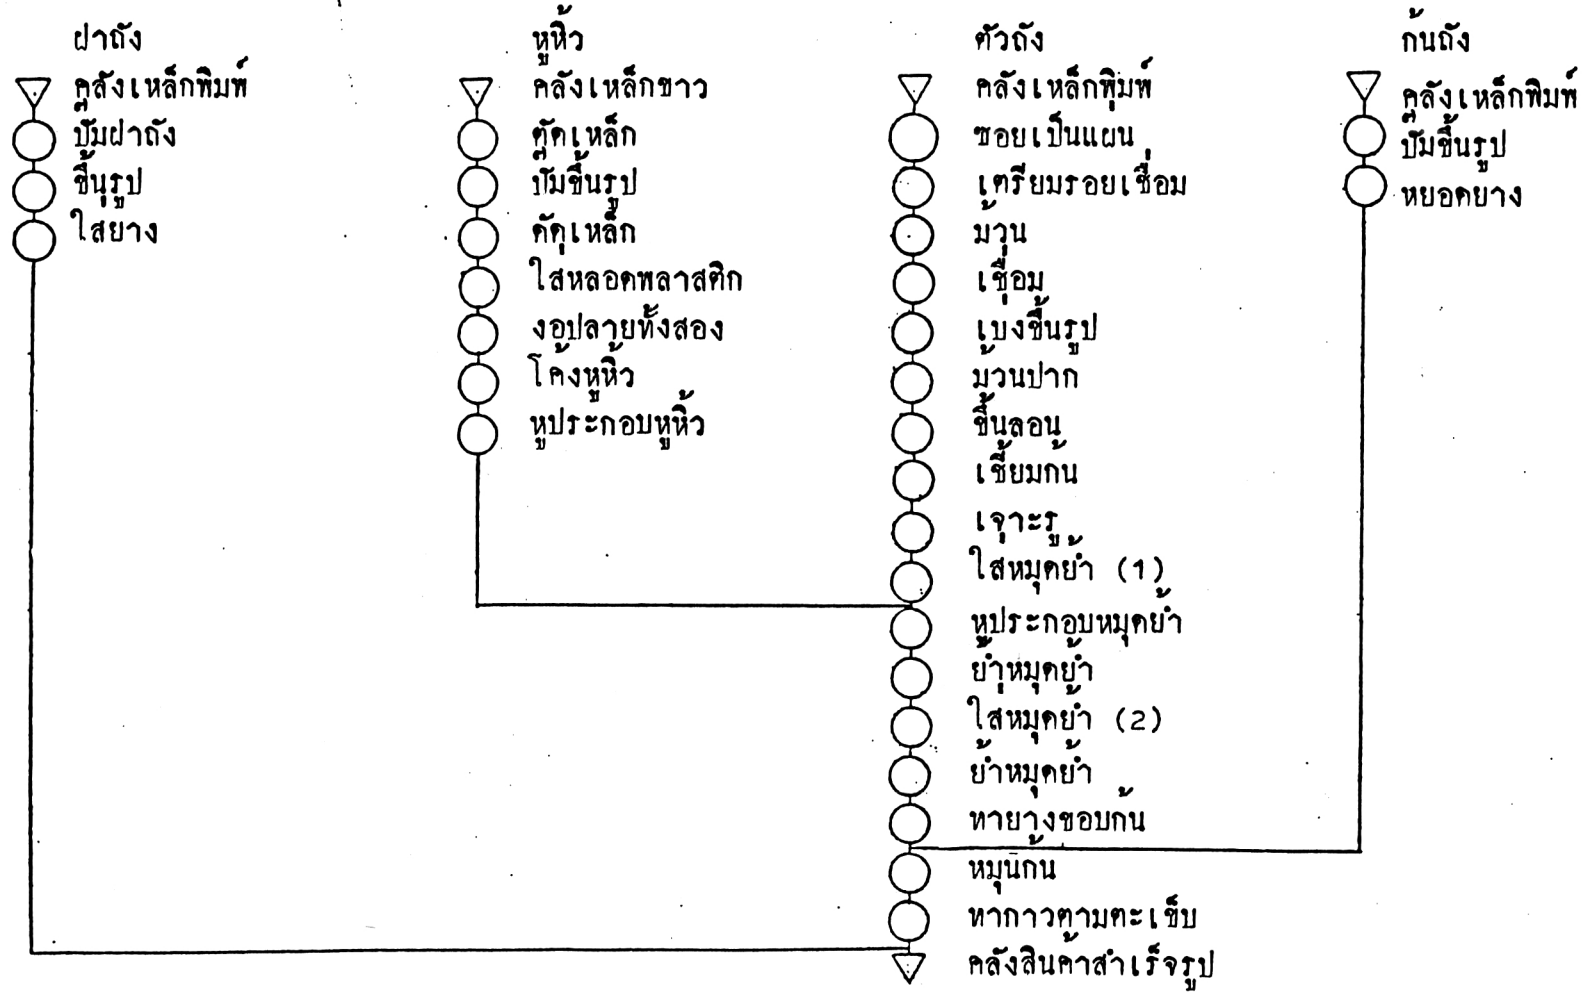 ฝาถัง
คลังเหล็กพิมพ์
ปั๊มฝาถัง
ขึ้นรูป
ใส่ยาง
หูหิ้ว
คลังเหล็กขาว
ตัดเหล็ก
ปั๊มขึ้นรูป
ดัดเหล็ก
ใส่หลอดพลาสติก
งอปลายทั้งสอง
โค้งหูหิ้ว
หูประกอบหูหิ้ว
ตัวถัง
คลังเหล็กพิมพ์
ซอยเป็นแผ่น
เตรียมรอยเชื่อม
ม้วน
เชื่อม
เบ่งขึ้นรูป
ม้วนปาก
ขึ้นลอน
เชี้ยมก้น
เจาะรู
ใส่หมุดย้ำ (1)
หูประกอบหมุดย้ำ
ย้ำหมุดย้ำ
ใส่หมุดย้ำ (2)
ย้ำหมุดย้ำ
ทายางขอบก้น
หมุนีก้น
ทากาวตามตะเข็บ
คลังสินค้าสำเร็จรูป
ก้นถัง
คลังเหล็กพิมพ์
ปั๊มขึ้นรูป
หยอดยาง